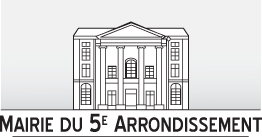 MAIRIE DU 5E ARRONDISSEMENT